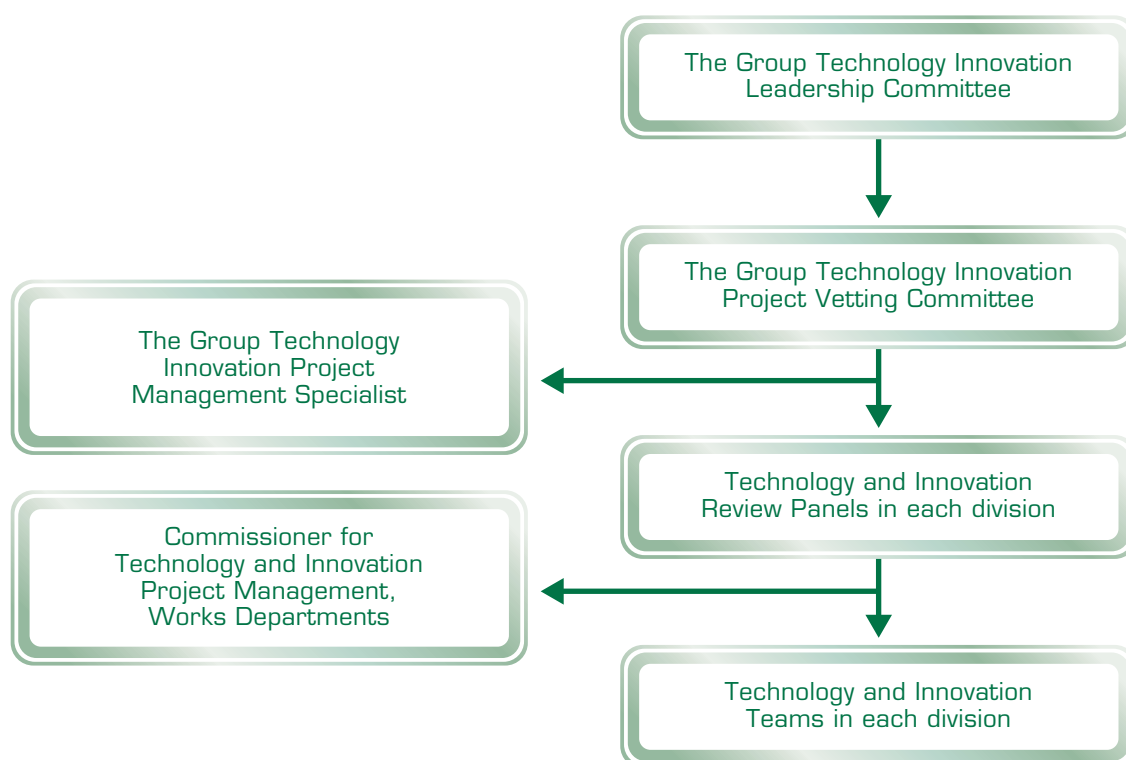 The Group Technology Innovation
Leadership Committee
The Group Technology Innovation
Project Vetting Committee
The Group Technology
Innovation Project
Management Specialist
Technology and Innovation
Review Panels in each division
Commissioner for
Technology and Innovation
Project Management,
Works Departments
Technology and Innovation
Teams in each division